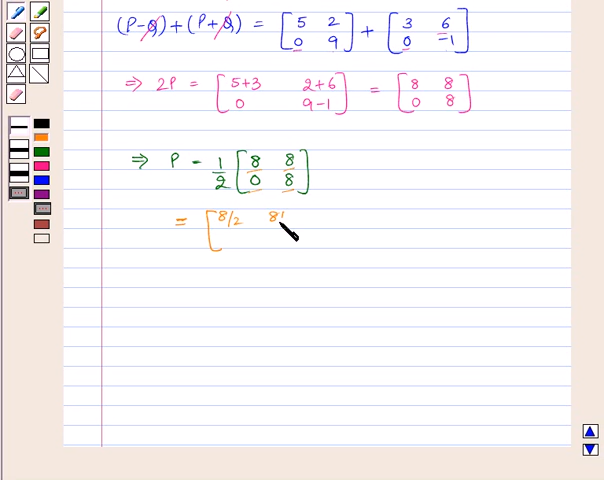 (P-Q)+(P+Q) = [5 2 0 9] + [3 6 0 -1]
⇒ 2P = [5+3 2+6 0 9-1] = [8 8 0 8]
⇒ P = 1/2 [8 8 0 8]
= [8/2 8/